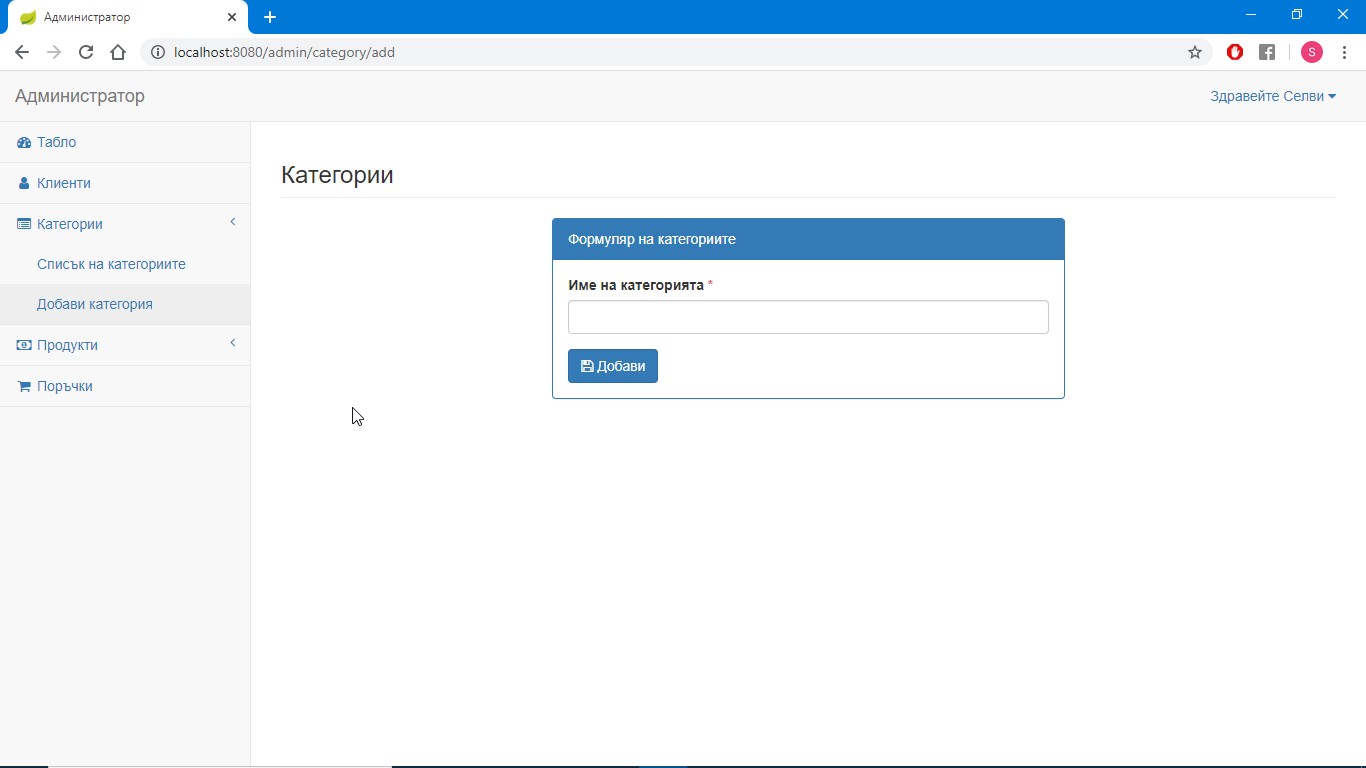 Администратор
localhost:8080/admin/category/add
S
Администратор
Здравейте Селви
Табло
Клиенти
Категории
Списък на категориите
Добави категория
Продукти
Поръчки
Категории
Формуляр на категориите
Име на категорията *
Добави